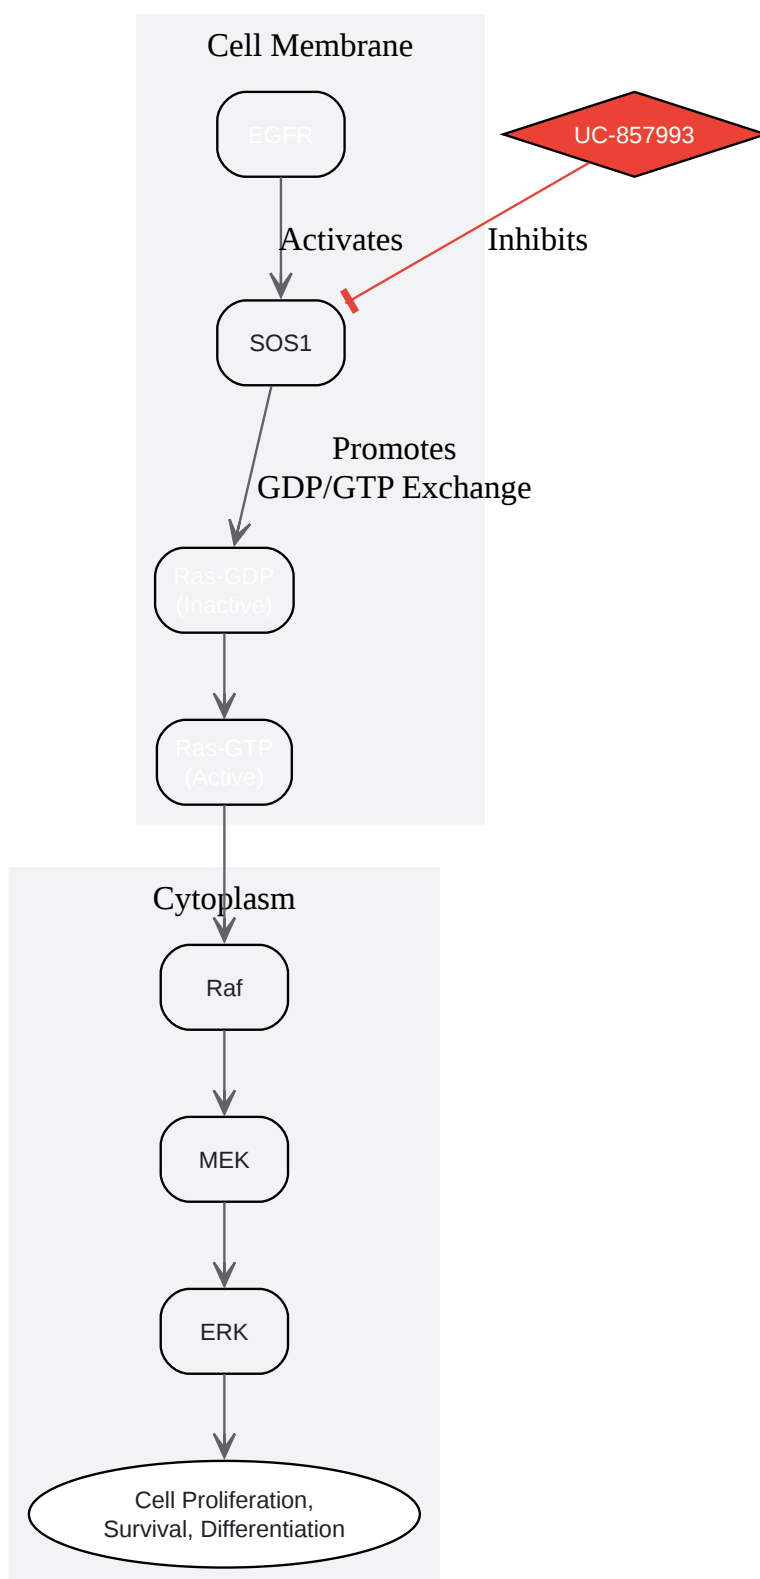 Cell Membrane
EGFR
UC-857993
Activates
Inhibits
SOS1
Promotes
GDP/GTP Exchange
Ras-GDP
(Inactive)
Ras-GTP
(Active)
Cytoplasm
Raf
MEK
ERK
Cell Proliferation,
Survival, Differentiation